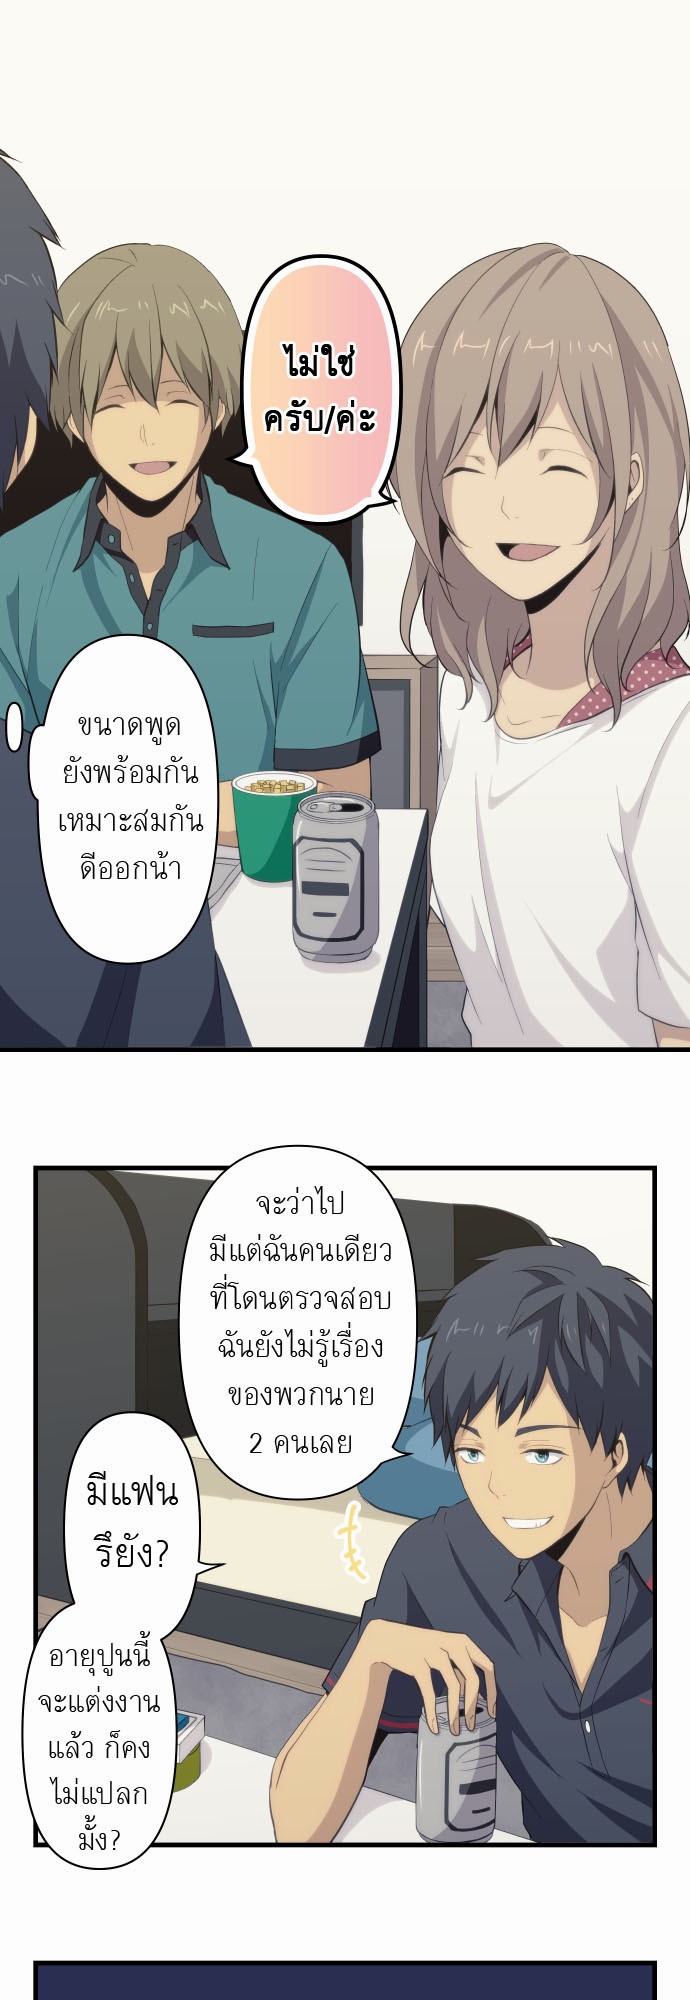 ไม่ใช่
ครับ/ค่ะ
ขนาดพูด
ยังพร้อมกัน
เหมาะสมกัน
ดีออกน้า
จะว่าไป
มีแต่ฉันคนเดียว
ที่โดนตรวจสอบ
ฉันยังไม่รู้เรื่อง
ของพวกนาย
2 คนเลย
มีแฟน
รึยัง?
อายุปูนนี้
จะแต่งงาน
แล้ว ก็คง
ไม่แปลก
มั้ง?